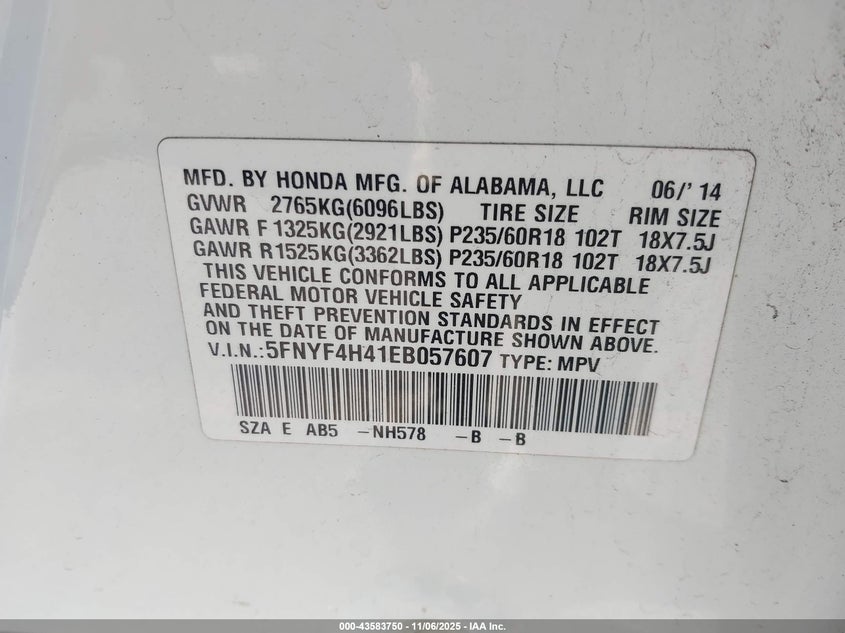 MFD. BY HONDA MFG. OF ALABAMA, LLC 06/' 14
GVWR 2765KG(6096LBS) TIRE SIZE RIM SIZE
GAWR F 1325KG(2921LBS) P235/60R18 102T 18X7.5J
GAWR R1525KG(3362LBS) P235/60R18 102T 18X7.5J
THIS VEHICLE CONFORMS TO ALL APPLICABLE
FEDERAL MOTOR VEHICLE SAFETY
AND THEFT PREVENTION STANDARDS IN EFFECT
ON THE DATE OF MANUFACTURE SHOWN ABOVE.
V.I.N.:5FNYF4H41EB057607 TYPE: MPV
SZA E AB5 -NH578 -B -B
000-43583750 - 11/06/2025 - IAA Inc.